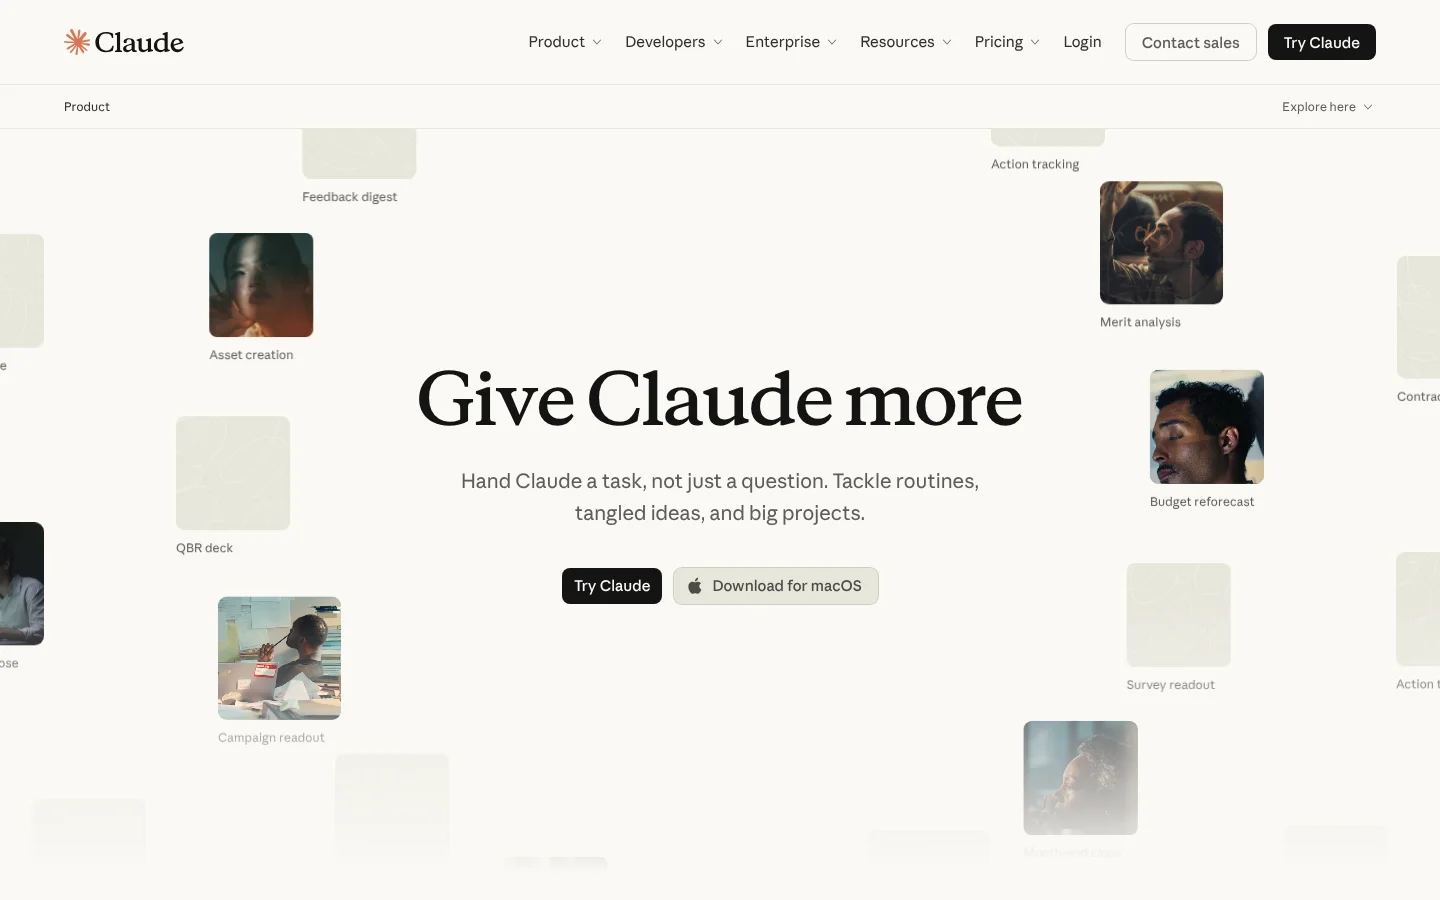 Claude
Product
Developers
Enterprise
Resources
Pricing
Login
Contact sales
Try Claude
Product
Explore here
Feedback digest
Action tracking
Asset creation
Merit analysis
Give Claude more
Hand Claude a task, not just a question. Tackle routines,
tangled ideas, and big projects.
Try Claude
Download for macOS
QBR deck
Budget reforecast
Campaign readout
Survey readout
Action